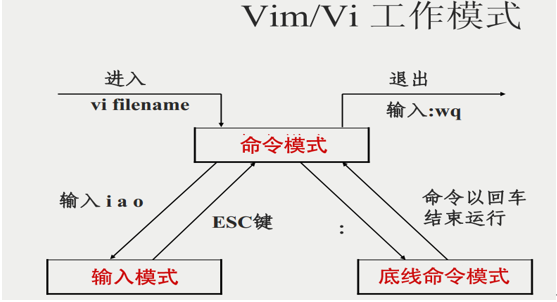 Vim/Vi 工作模式
进入
vi filename
退出
输入:wq
命令模式
输入 i a o
ESC键
:
命令以回车
结束运行
输入模式
底线命令模式